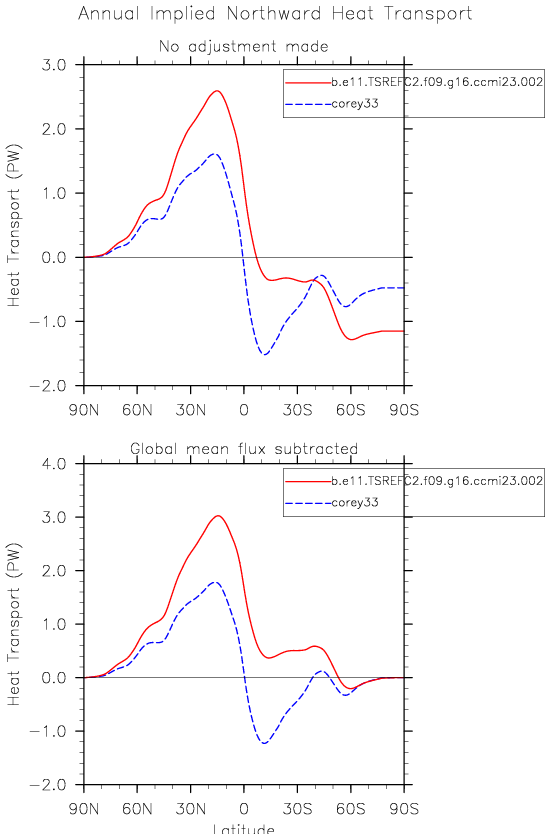 Annual Implied Northward Heat Transport
No adjustment made
3.0
2.0
1.0
0.0
-1.0
-2.0
Heat Transport (PW)
b.e11.TSREFC2.f09.g16.ccmi23.002
corey33
90N 60N 30N 0 30S 60S 90S
Global mean flux subtracted
4.0
3.0
2.0
1.0
0.0
-1.0
-2.0
Heat Transport (PW)
b.e11.TSREFC2.f09.g16.ccmi23.002
corey33
90N 60N 30N 0 30S 60S 90S
Latitude